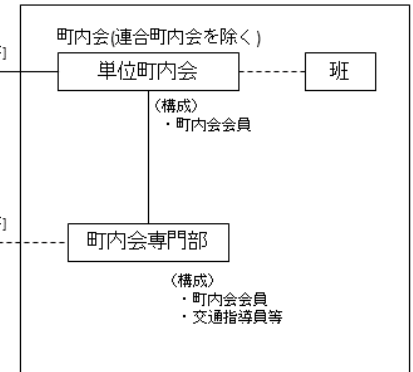 町内会(連合町内会を除く)
単位町内会
班
（構成）
・町内会会員
町内会専門部
（構成）
・町内会会員
・交通指導員等